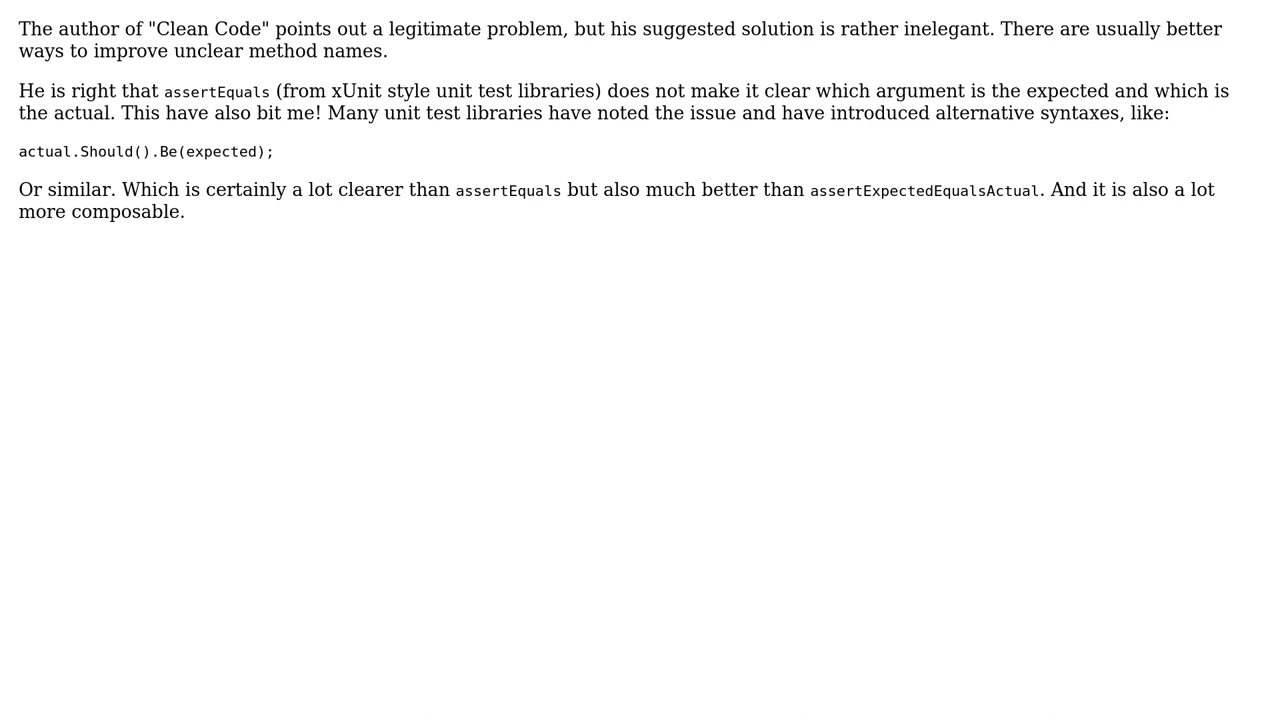 The author of "Clean Code" points out a legitimate problem, but his suggested solution is rather inelegant. There are usually better
ways to improve unclear method names.
He is right that assertEquals (from xUnit style unit test libraries) does not make it clear which argument is the expected and which is
the actual. This have also bit me! Many unit test libraries have noted the issue and have introduced alternative syntaxes, like:
actual.Should().Be(expected);
Or similar. Which is certainly a lot clearer than assertEquals but also much better than assertExpectedEqualsActual. And it is also a lot
more composable.